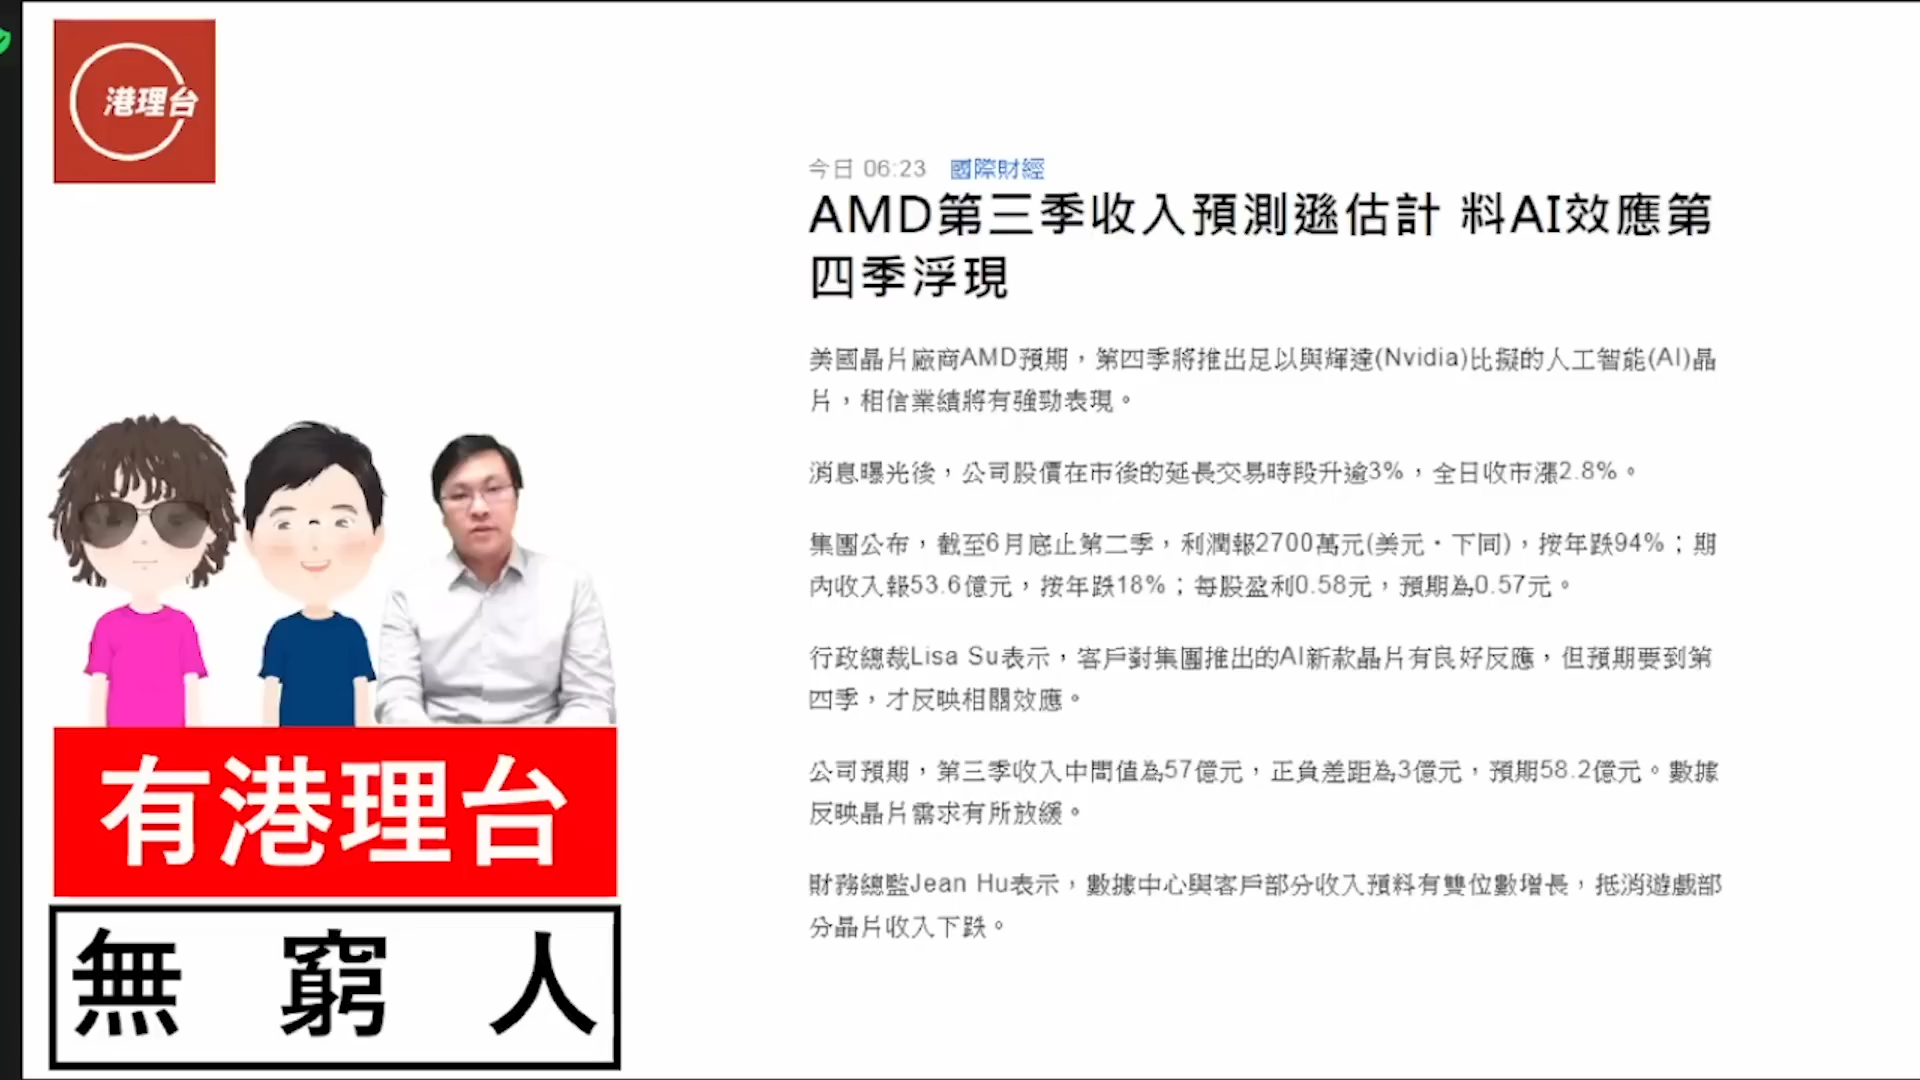 港理台
今日 06:23 國際財經
AMD第三季收入預測遜估計 料AI效應第
四季浮現
美國晶片廠商AMD預期，第四季將推出足以與輝達(Nvidia)比擬的人工智能(AI)晶
片，相信業績將有強勁表現。
消息曝光後，公司股價在市後的延長交易時段升逾3%，全日收市漲2.8%。
集團公布，截至6月底止第二季，利潤報2700萬元(美元．下同)，按年跌94%；期
內收入報53.6億元，按年跌18%；每股盈利0.58元，預期為0.57元。
行政總裁Lisa Su表示，客戶對集團推出的AI新款晶片有良好反應，但預期要到第
四季，才反映相關效應。
公司預期，第三季收入中間值為57億元，正負差距為3億元，預期58.2億元。數據
反映晶片需求有所放緩。
財務總監Jean Hu表示，數據中心與客戶部分收入預料有雙位數增長，抵消遊戲部
分晶片收入下跌。
有港理台
無窮人